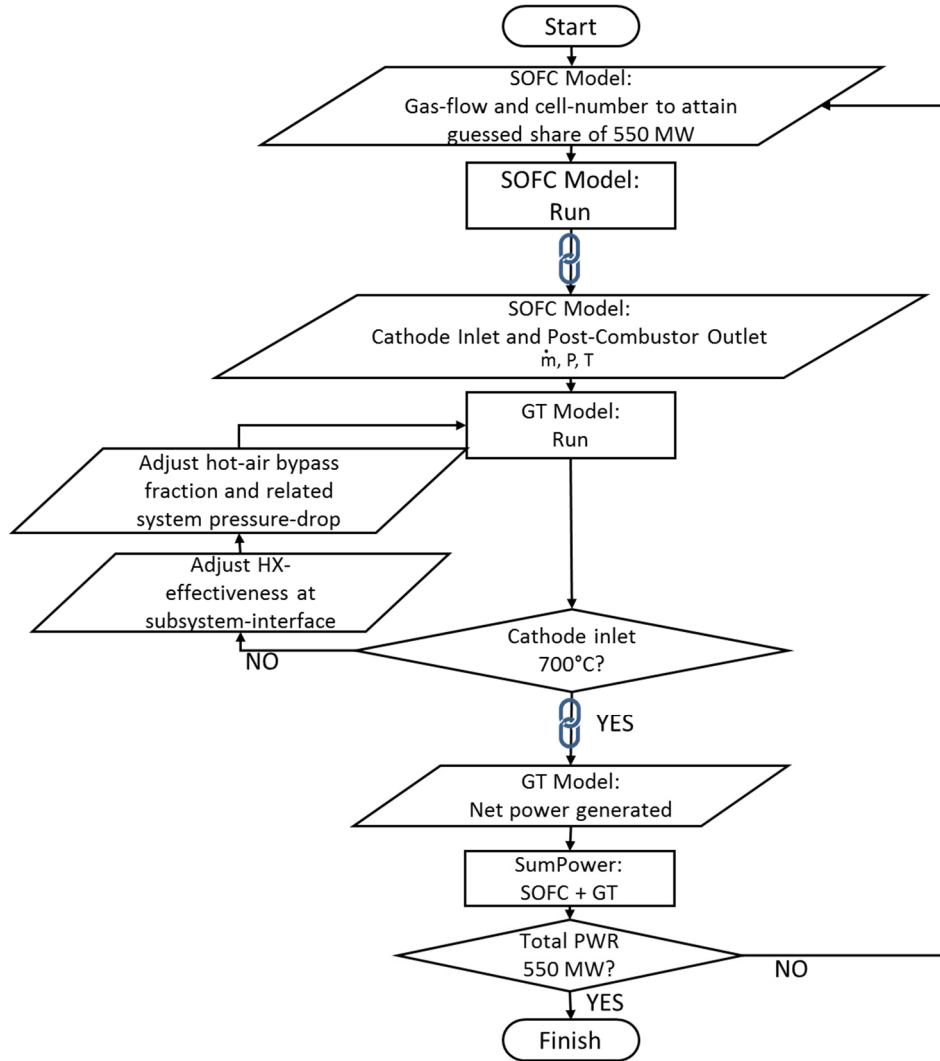 Start
SOFC Model:
Gas-flow and cell-number to attain
guessed share of 550 MW
SOFC Model:
Run
SOFC Model:
Cathode Inlet and Post-Combustor Outlet
ṁ, P, T
GT Model:
Run
Adjust hot-air bypass
fraction and related
system pressure-drop
Adjust HX-
effectiveness at
subsystem-interface
Cathode inlet
700°C?
NO
YES
GT Model:
Net power generated
SumPower:
SOFC + GT
Total PWR
550 MW?
NO
YES
Finish